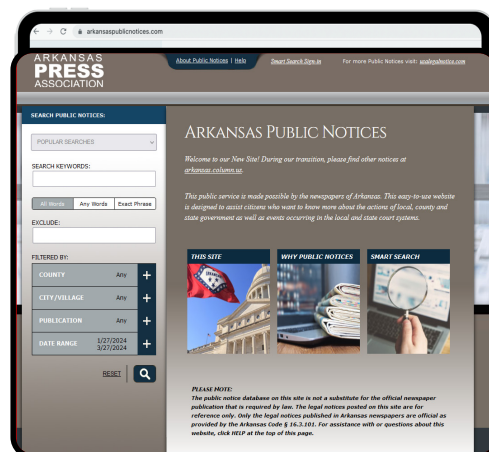 arkansaspublicnotices.com
ARKANSAS
PRESS
ASSOCIATION
About Public Notices | Help
Smart Search Sign-in
For more Public Notices visit: usalegalnotice.com
SEARCH PUBLIC NOTICES:
POPULAR SEARCHES
SEARCH KEYWORDS:
All Words Any Words Exact Phrase
EXCLUDE:
FILTERED BY:
COUNTY Any +
CITY/VILLAGE Any +
PUBLICATION Any +
DATE RANGE 1/27/2024 +
3/27/2024
RESET
ARKANSAS PUBLIC NOTICES
Welcome to our New Site! During our transition, please find other notices at
arkansas.column.us.
This public service is made possible by the newspapers of Arkansas. This easy-to-use website
is designed to assist citizens who want to know more about the actions of local, county and
state government as well as events occurring in the local and state court systems.
THIS SITE
WHY PUBLIC NOTICES
SMART SEARCH
PLEASE NOTE:
The public notice database on this site is not a substitute for the official newspaper
publication that is required by law. The legal notices posted on this site are for
reference only. Only the legal notices published in Arkansas newspapers are official as
provided by the Arkansas Code § 16.3.101. For assistance with or questions about this
website, click HELP at the top of this page.